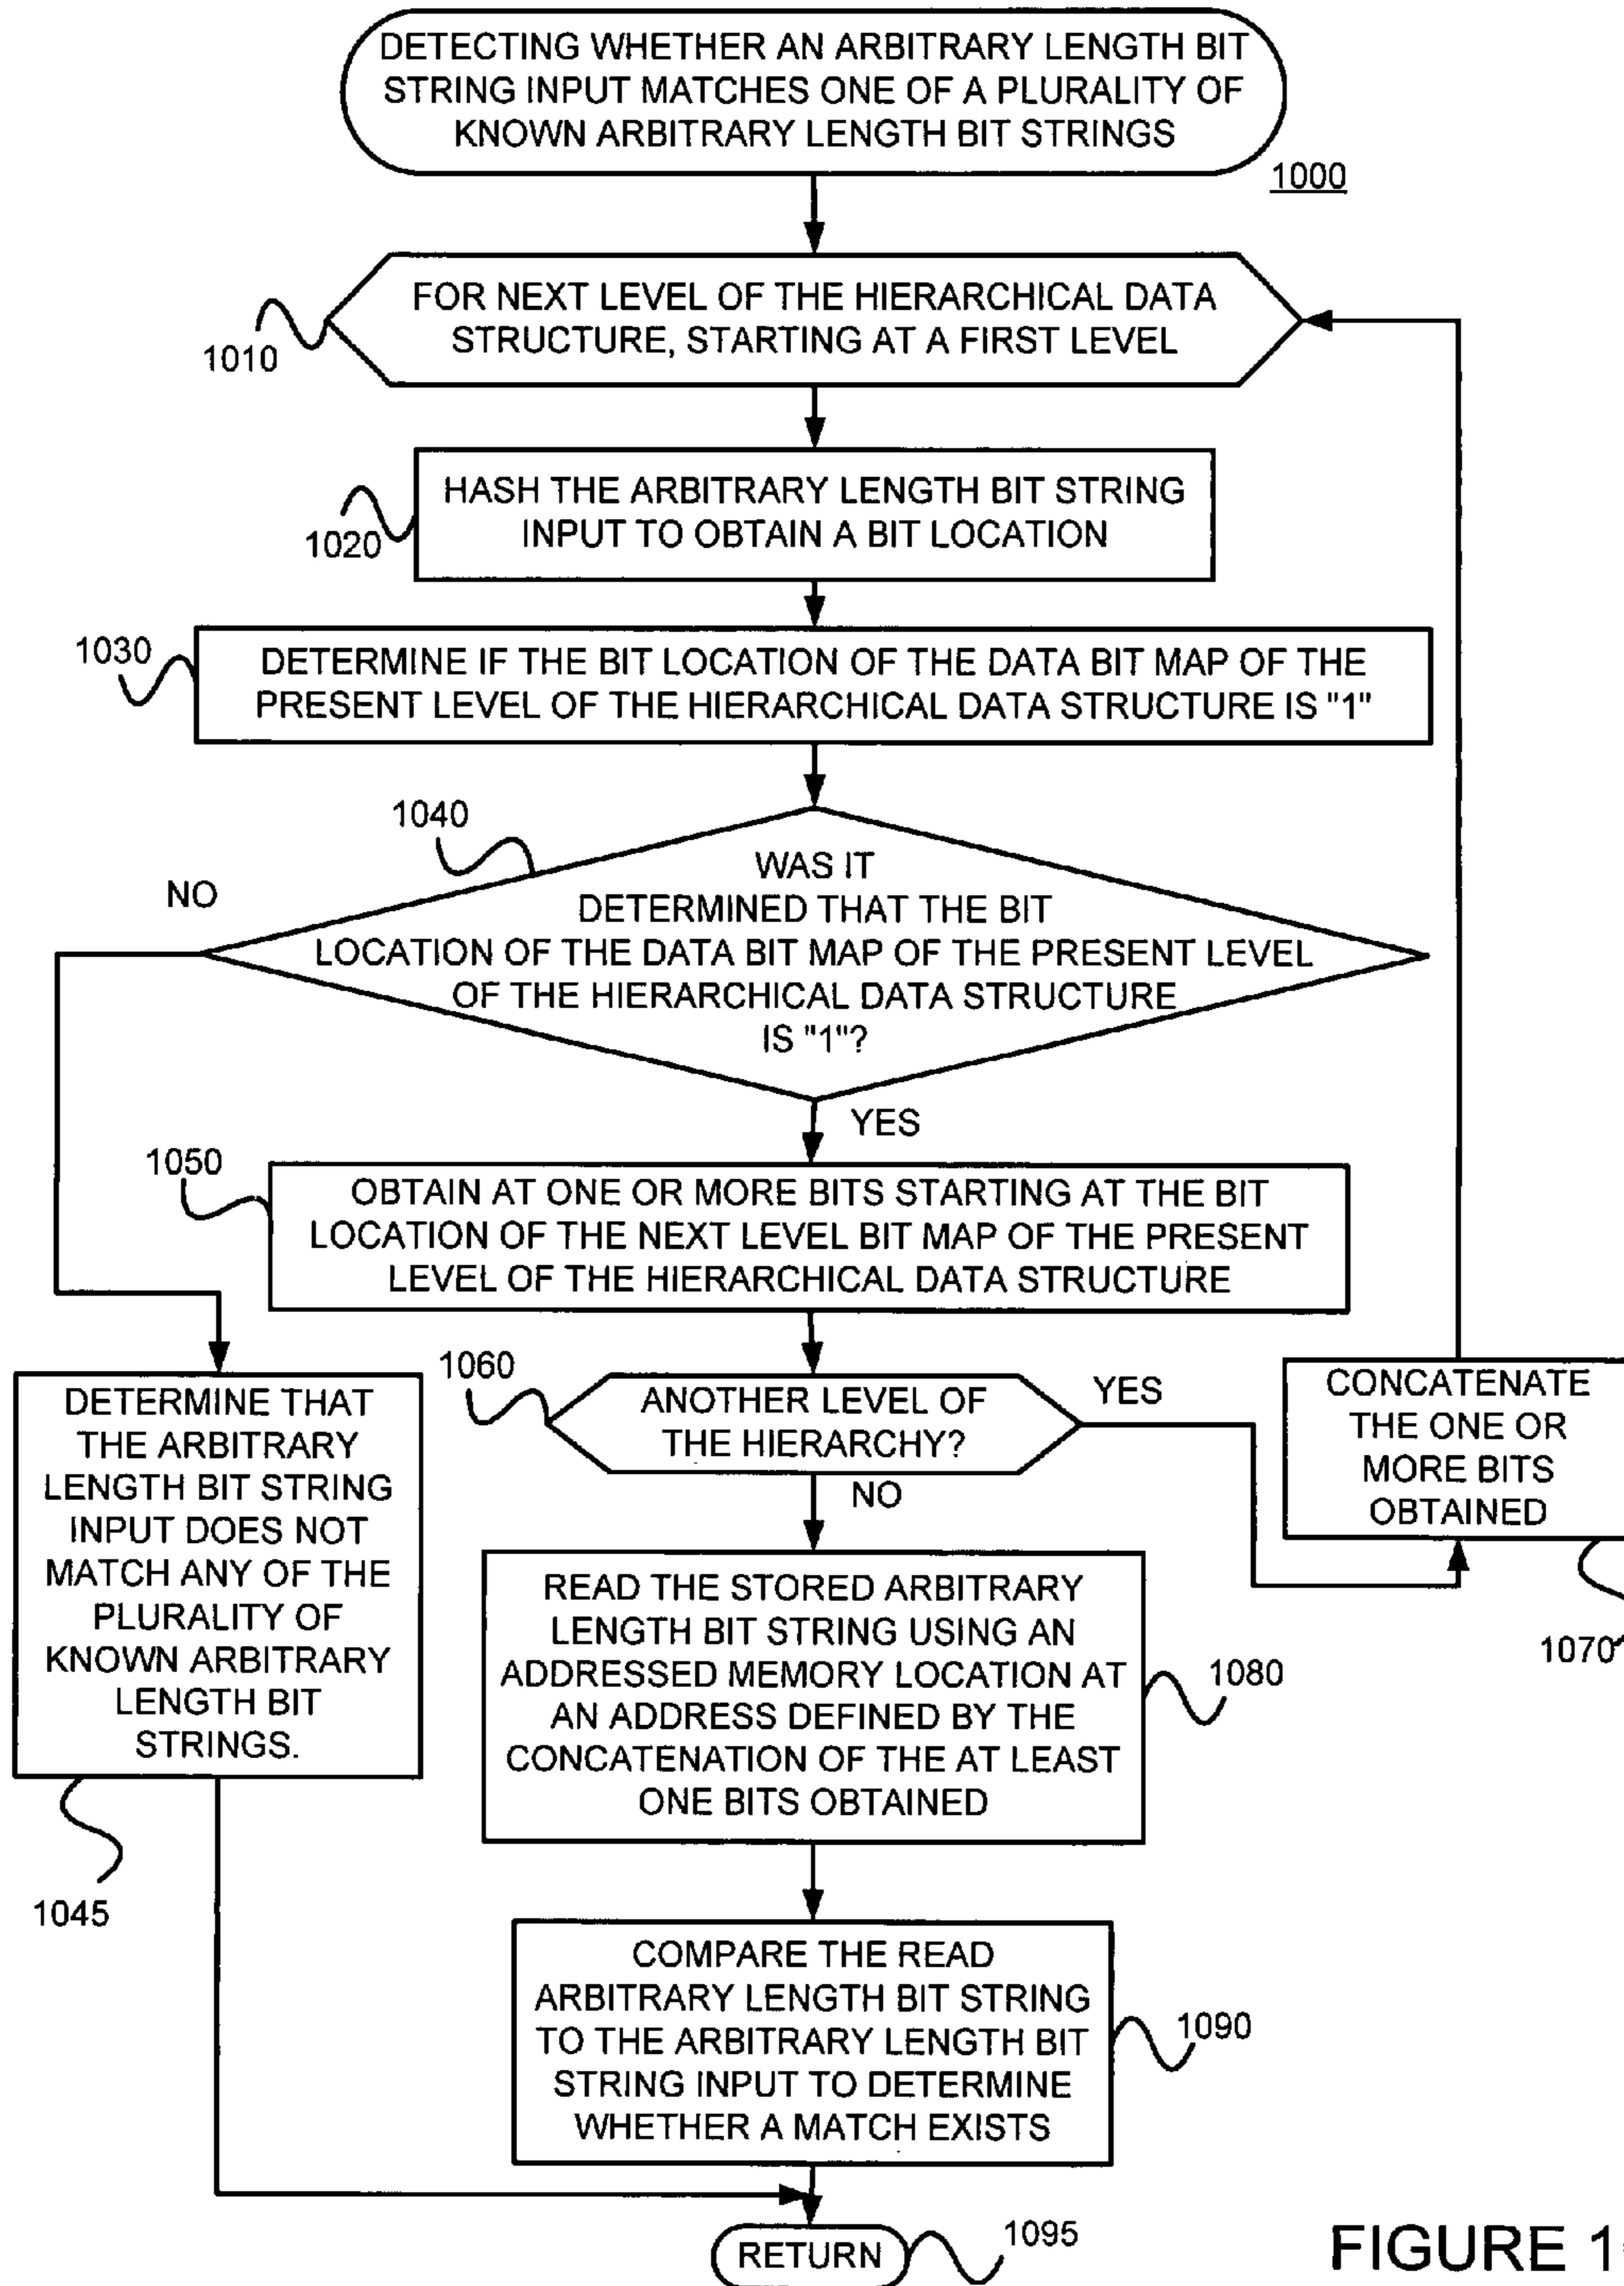 DETECTING WHETHER AN ARBITRARY LENGTH BIT
STRING INPUT MATCHES ONE OF A PLURALITY OF
KNOWN ARBITRARY LENGTH BIT STRINGS
1000
FOR NEXT LEVEL OF THE HIERARCHICAL DATA
STRUCTURE, STARTING AT A FIRST LEVEL
1010
HASH THE ARBITRARY LENGTH BIT STRING
INPUT TO OBTAIN A BIT LOCATION
1020
1030
DETERMINE IF THE BIT LOCATION OF THE DATA BIT MAP OF THE
PRESENT LEVEL OF THE HIERARCHICAL DATA STRUCTURE IS "1"
1040
WAS IT
DETERMINED THAT THE BIT
LOCATION OF THE DATA BIT MAP OF THE PRESENT LEVEL
OF THE HIERARCHICAL DATA STRUCTURE
IS "1"?
NO
YES
1050
OBTAIN AT ONE OR MORE BITS STARTING AT THE BIT
LOCATION OF THE NEXT LEVEL BIT MAP OF THE PRESENT
LEVEL OF THE HIERARCHICAL DATA STRUCTURE
1060
ANOTHER LEVEL OF
THE HIERARCHY?
YES
NO
CONCATENATE
THE ONE OR
MORE BITS
OBTAINED
1070
DETERMINE THAT
THE ARBITRARY
LENGTH BIT STRING
INPUT DOES NOT
MATCH ANY OF THE
PLURALITY OF
KNOWN ARBITRARY
LENGTH BIT
STRINGS.
1045
READ THE STORED ARBITRARY
LENGTH BIT STRING USING AN
ADDRESSED MEMORY LOCATION AT
AN ADDRESS DEFINED BY THE
CONCATENATION OF THE AT LEAST
ONE BITS OBTAINED
1080
COMPARE THE READ
ARBITRARY LENGTH BIT STRING
TO THE ARBITRARY LENGTH BIT
STRING INPUT TO DETERMINE
WHETHER A MATCH EXISTS
1090
RETURN
1095
FIGURE 1